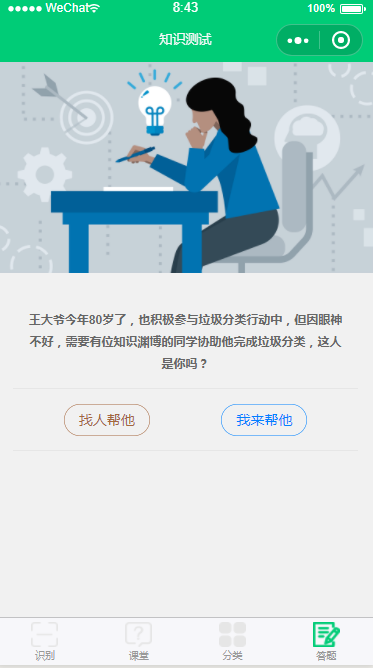 WeChat 8:43 100%
知识测试
王大爷今年80岁了，也积极参与垃圾分类行动中，但因眼神
不好，需要有位知识渊博的同学协助他完成垃圾分类，这人
是你吗？
找人帮他 我来帮他
识别 课堂 分类 答题